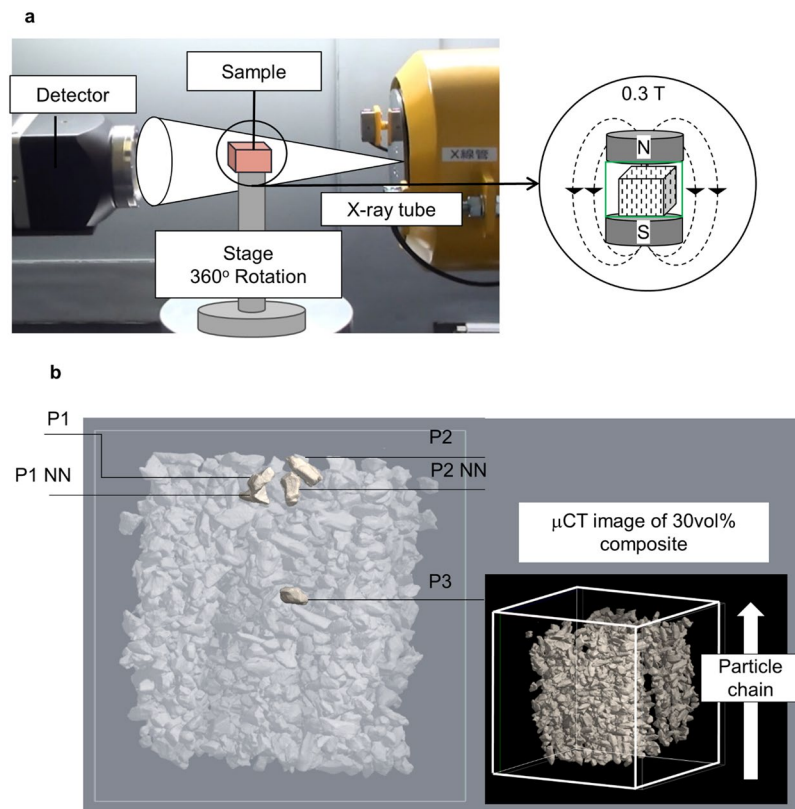 a
Sample
Detector
X線管
X-ray tube
Stage
360° Rotation
0.3 T
N
S
b
P1
P2
P1 NN
P2 NN
μCT image of 30vol%
composite
P3
Particle
chain